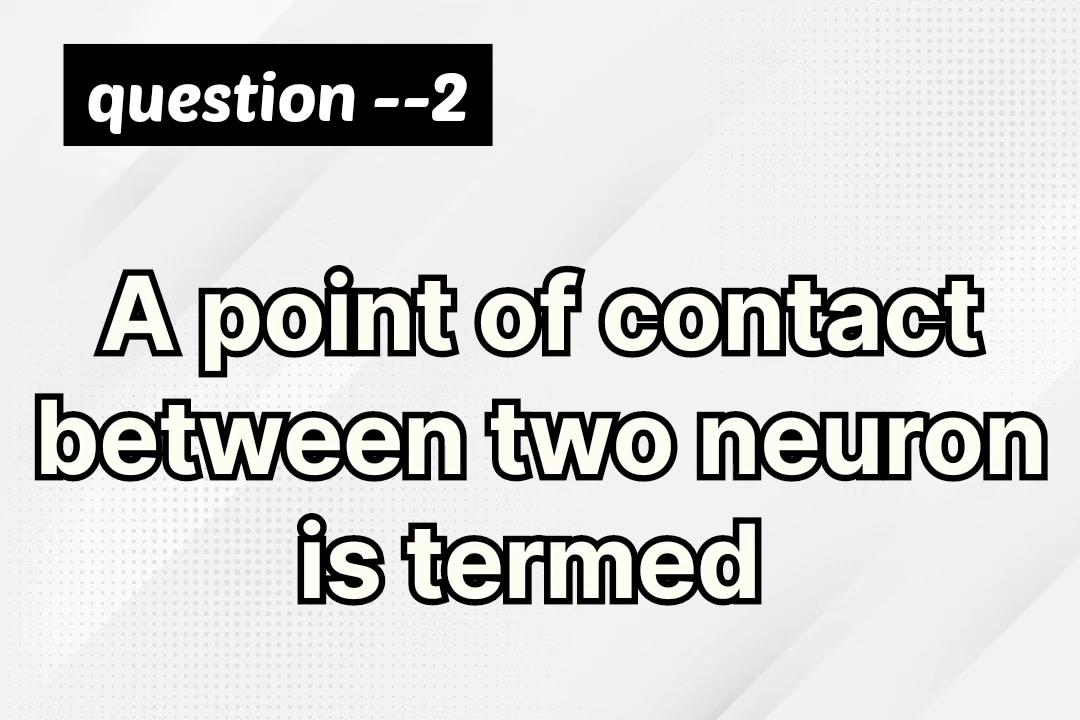 question --2
A point of contact
between two neuron
is termed